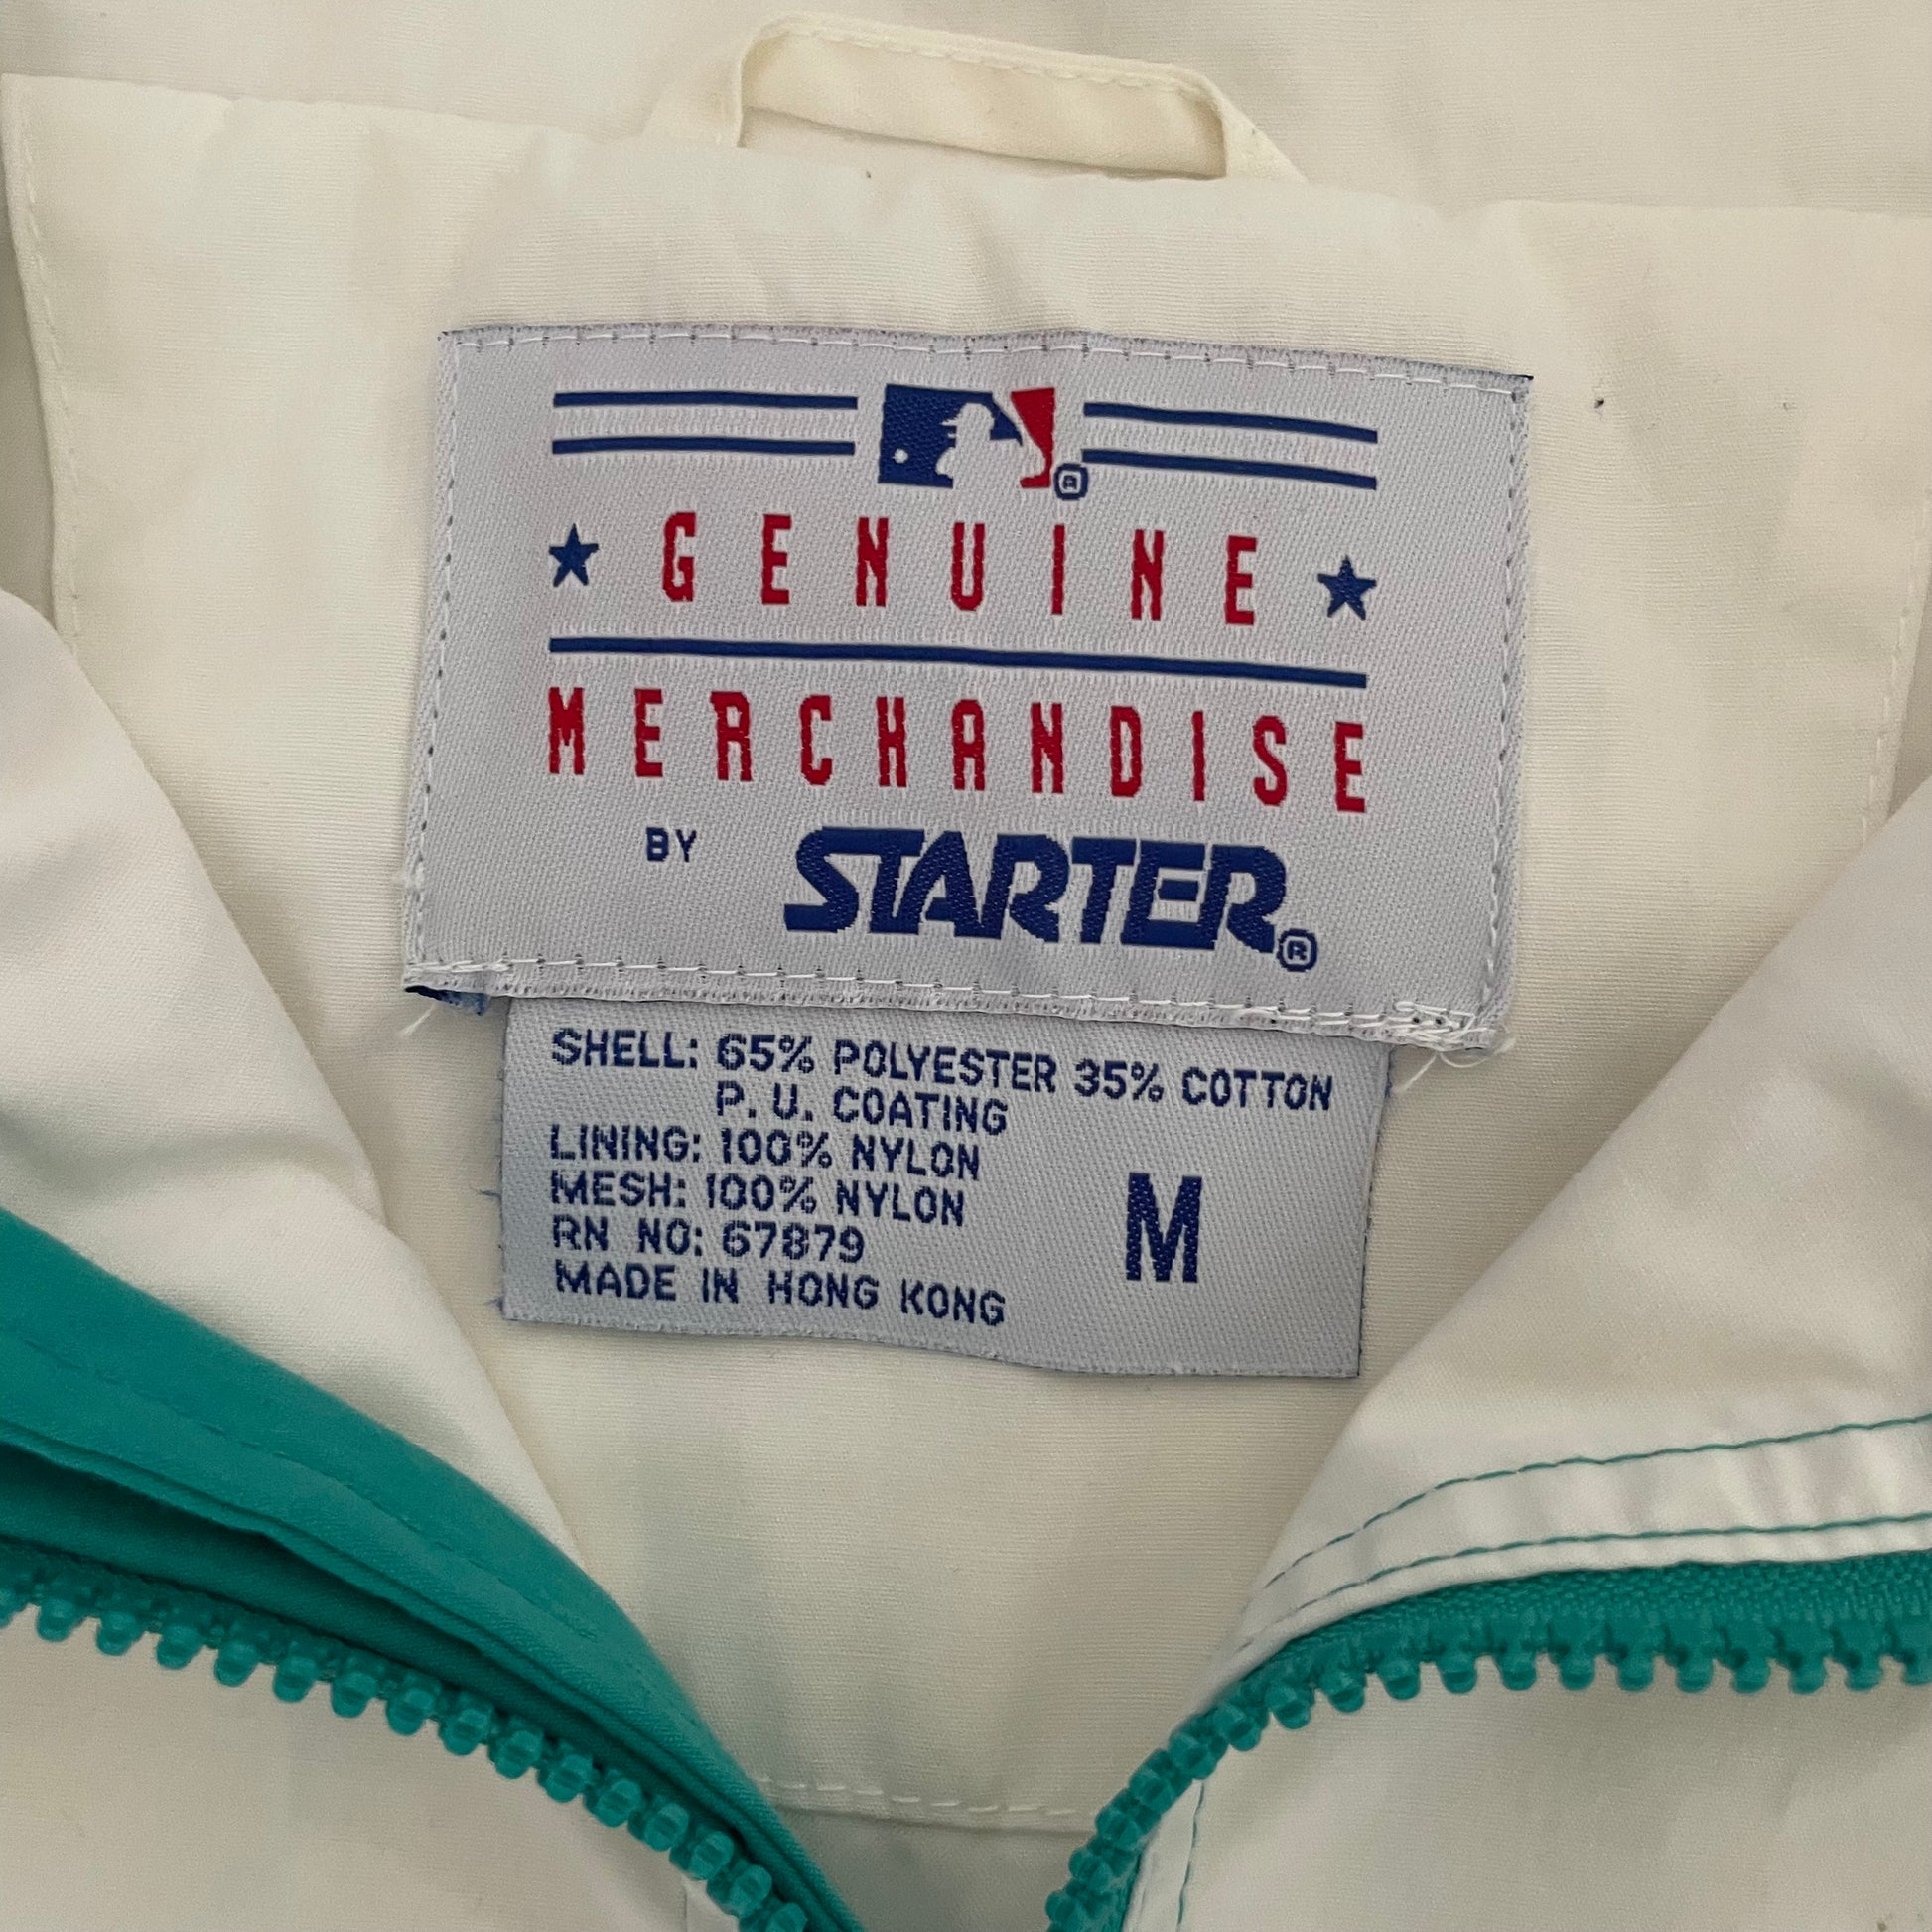 GENUINE
MERCHANDISE
BY STARTER®
SHELL: 65% POLYESTER 35% COTTON
P. U. COATING
LINING: 100% NYLON
MESH: 100% NYLON
RN NO: 67879
MADE IN HONG KONG
M